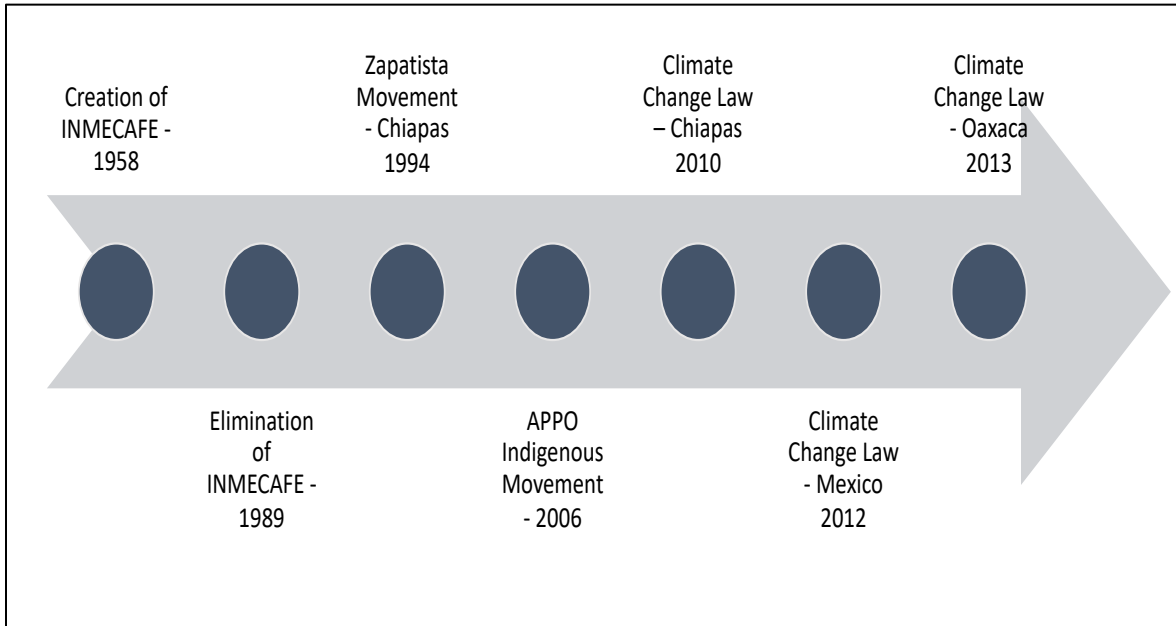 Creation of
INMECAFE -
1958
Elimination
of
INMECAFE -
1989
Zapatista
Movement
- Chiapas
1994
APPO
Indigenous
Movement
- 2006
Climate
Change Law
– Chiapas
2010
Climate
Change Law
- Mexico
2012
Climate
Change Law
- Oaxaca
2013